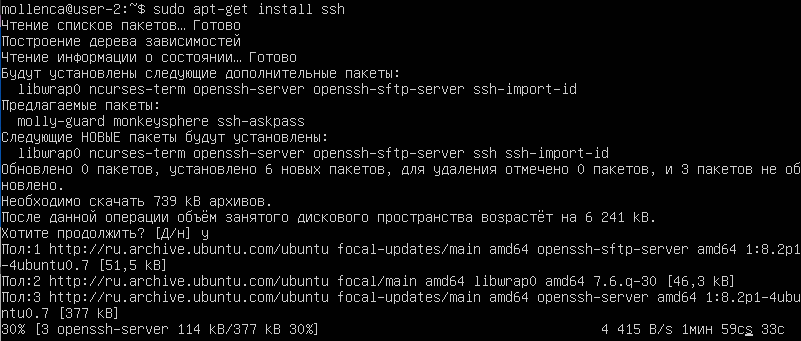 mollenca@user-2:~$ sudo apt-get install ssh
Чтение списков пакетов… Готово
Построение дерева зависимостей
Чтение информации о состоянии… Готово
Будут установлены следующие дополнительные пакеты:
  libwrap0 ncurses-term openssh-server openssh-sftp-server ssh-import-id
Предлагаемые пакеты:
  molly-guard monkeysphere ssh-askpass
Следующие НОВЫЕ пакеты будут установлены:
  libwrap0 ncurses-term openssh-server openssh-sftp-server ssh ssh-import-id
Обновлено 0 пакетов, установлено 6 новых пакетов, для удаления отмечено 0 пакетов, и 3 пакетов не об
новлено.
Необходимо скачать 739 kB архивов.
После данной операции объём занятого дискового пространства возрастёт на 6 241 kB.
Хотите продолжить? [Д/н] y
Пол:1 http://ru.archive.ubuntu.com/ubuntu focal-updates/main amd64 openssh-sftp-server amd64 1:8.2p1
-4ubuntu0.7 [51,5 kB]
Пол:2 http://ru.archive.ubuntu.com/ubuntu focal/main amd64 libwrap0 amd64 7.6.q-30 [46,3 kB]
Пол:3 http://ru.archive.ubuntu.com/ubuntu focal-updates/main amd64 openssh-server amd64 1:8.2p1-4ubu
ntu0.7 [377 kB]
30% [3 openssh-server 114 kB/377 kB 30%] 4 415 B/s 1мин 59cs 33c